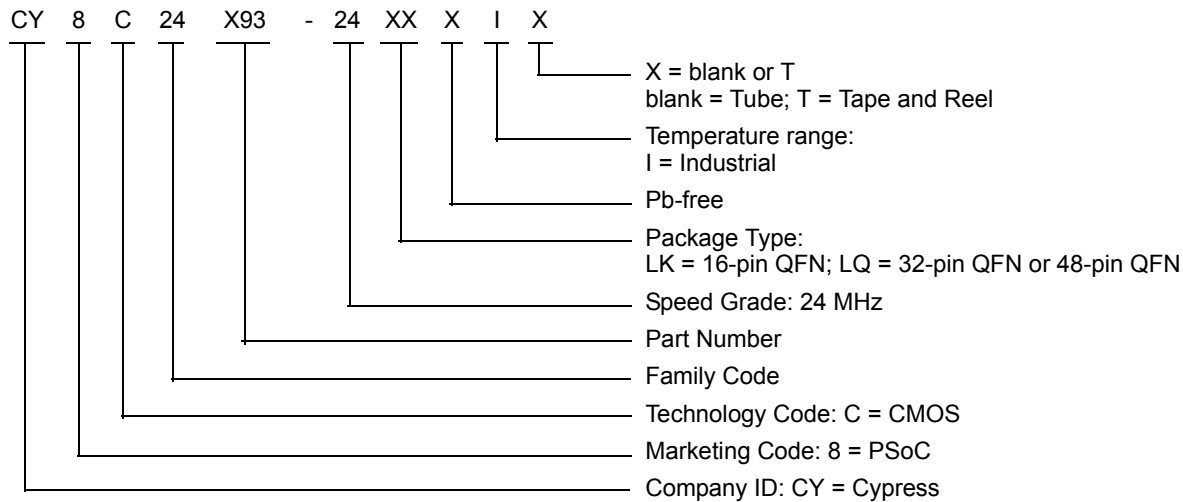 CY 8 C 24 X93 - 24 XX X I X
X = blank or T
blank = Tube; T = Tape and Reel
Temperature range:
I = Industrial
Pb-free
Package Type:
LK = 16-pin QFN; LQ = 32-pin QFN or 48-pin QFN
Speed Grade: 24 MHz
Part Number
Family Code
Technology Code: C = CMOS
Marketing Code: 8 = PSoC
Company ID: CY = Cypress